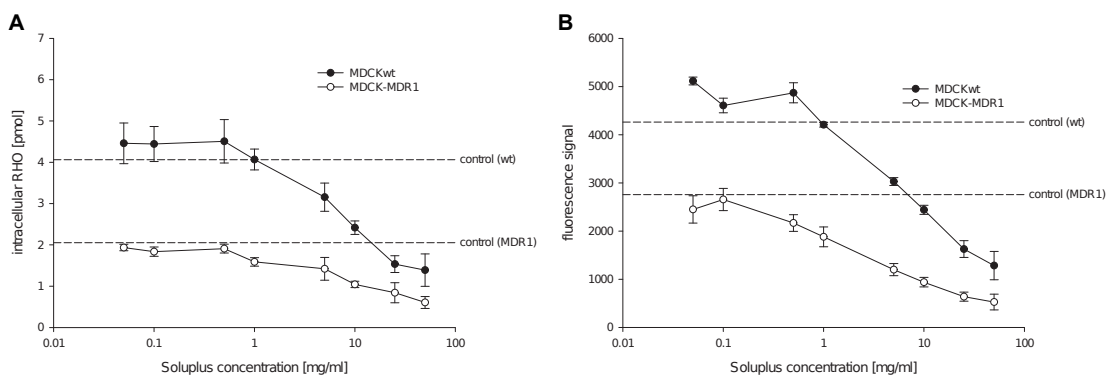 A
7
6
5
4
3
2
1
0
intracellular RHO [pmol]
MDCKwt
MDCK-MDR1
control (wt)
control (MDR1)
0.01 0.1 1 10 100
Soluplus concentration [mg/ml]
B
6000
5000
4000
3000
2000
1000
0
fluorescence signal
MDCKwt
MDCK-MDR1
control (wt)
control (MDR1)
0.01 0.1 1 10 100
Soluplus concentration [mg/ml]